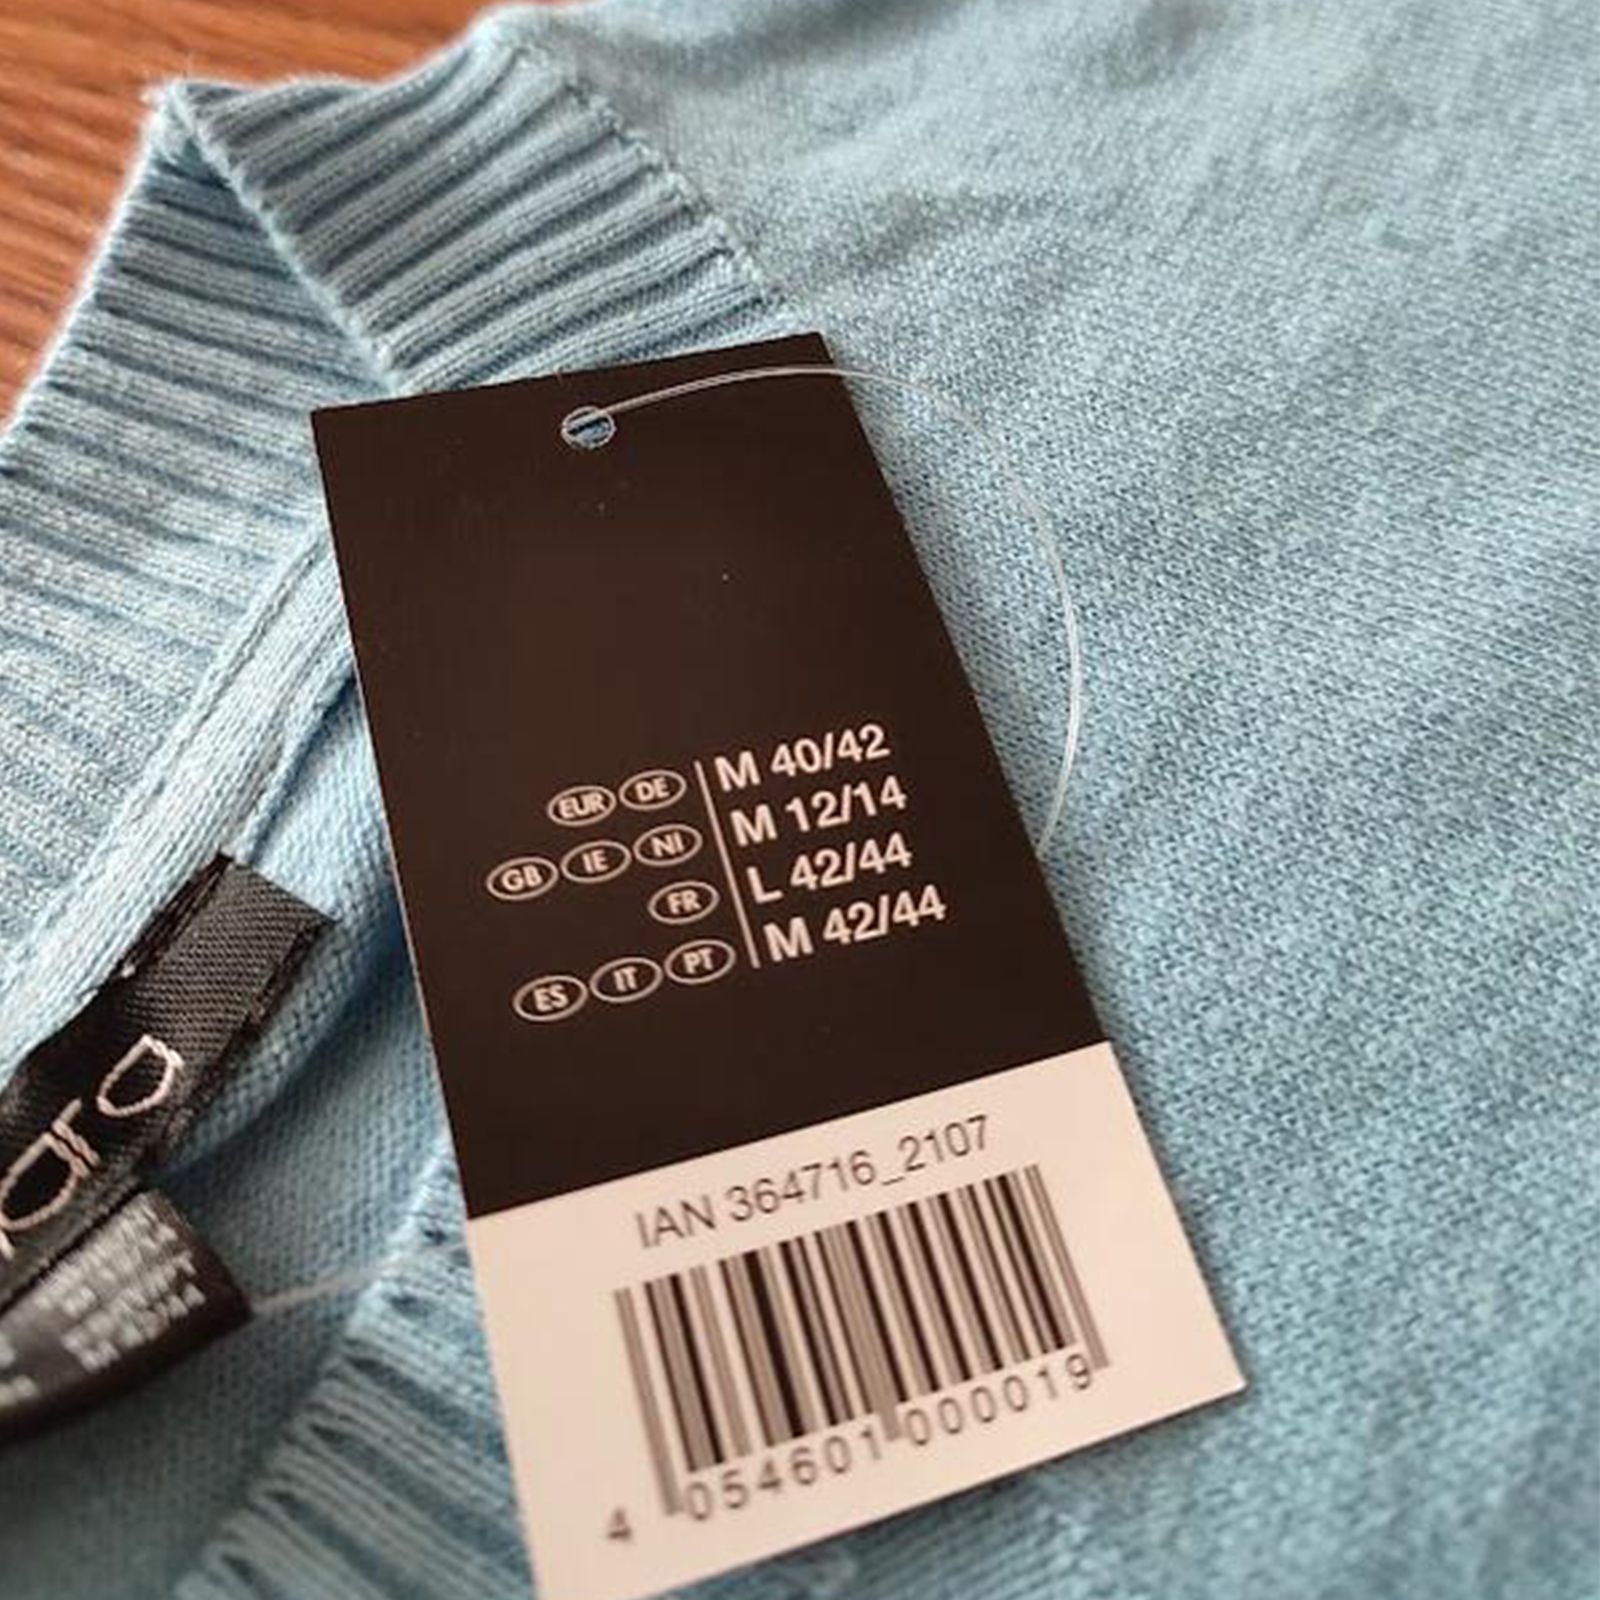 EUR DE M 40/42
GB IE NI M 12/14
FR L 42/44
ES IT PT M 42/44
IAN 364716_2107
4 054601 000019